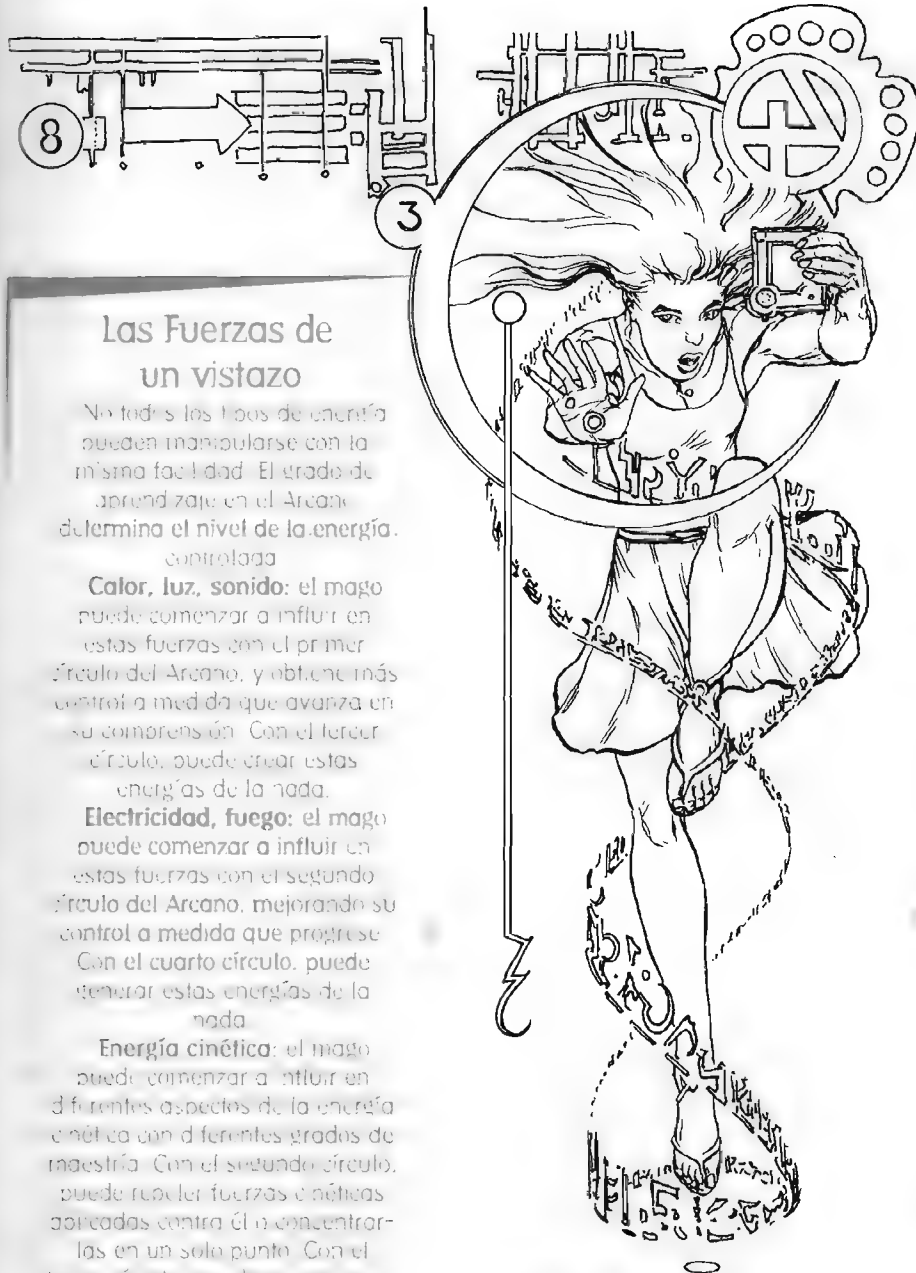 8
3
Las Fuerzas de
un vistazo
No todos los tipos de energía
pueden manipularse con la
misma facilidad. El grado de
aprendizaje en el Arcano
determina el nivel de la energía
controlada
Calor, luz, sonido: el mago
puede comenzar a influir en
estas fuerzas con el primer
círculo del Arcano, y obtiene más
control a medida que avanza en
su comprensión. Con el tercer
círculo, puede crear estas
energías de la nada.
Electricidad, fuego: el mago
puede comenzar a influir en
estas fuerzas con el segundo
círculo del Arcano, mejorando su
control a medida que progrese
Con el cuarto círculo, puede
generar estas energías de la
nada
Energía cinética: el mago
puede comenzar a influir en
diferentes aspectos de la energía
cinética con diferentes grados de
maestría. Con el segundo círculo,
puede repeler fuerzas cinéticas
aplicadas contra él o concentrar-
las en un solo punto. Con el